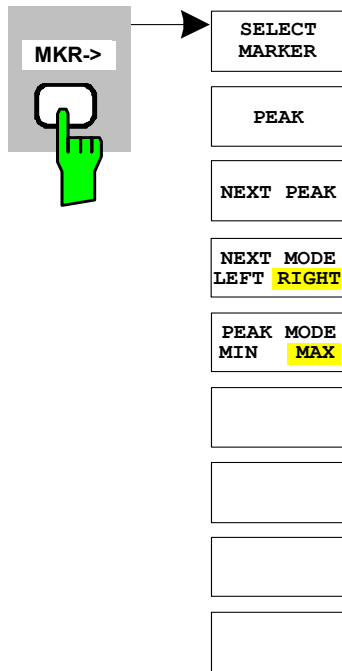 MKR->
SELECT
MARKER
PEAK
NEXT PEAK
NEXT MODE
LEFT RIGHT
PEAK MODE
MIN MAX